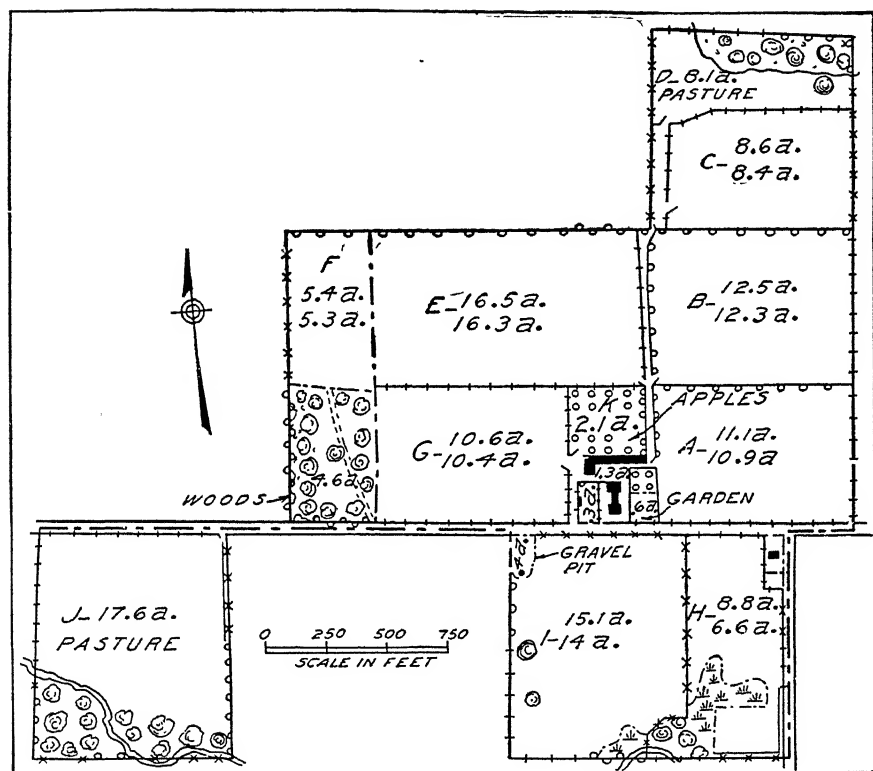 D-8.1a.
PASTURE
C- 8.6a.
8.4a.
F
5.4a.
5.3a.
E-16.5a.
16.3a.
B- 12.5a.
12.3a.
K
2.1a.
APPLES
G- 10.6a.
10.4a.
A- 11.1a.
10.9a
4.6a
1.3a.
.3a.
.6a
WOODS
GARDEN
.4a.
GRAVEL
PIT
J-17.6a.
PASTURE
0 250 500 750
SCALE IN FEET
15.1a.
I-14a.
H-8.8a.
6.6a.